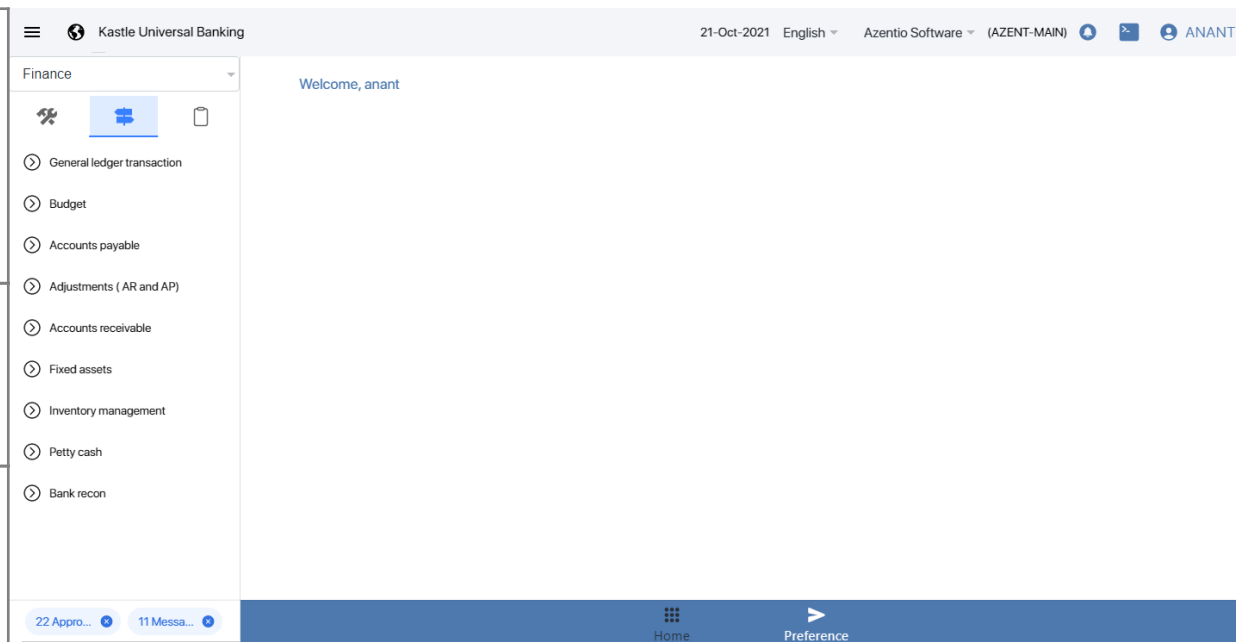 Kastle Universal Banking
21-Oct-2021 English Azentio Software (AZENT-MAIN) ANANT
Finance
Welcome, anant
General ledger transaction
Budget
Accounts payable
Adjustments ( AR and AP)
Accounts receivable
Fixed assets
Inventory management
Petty cash
Bank recon
22 Appro... 11 Messa...
Home Preference